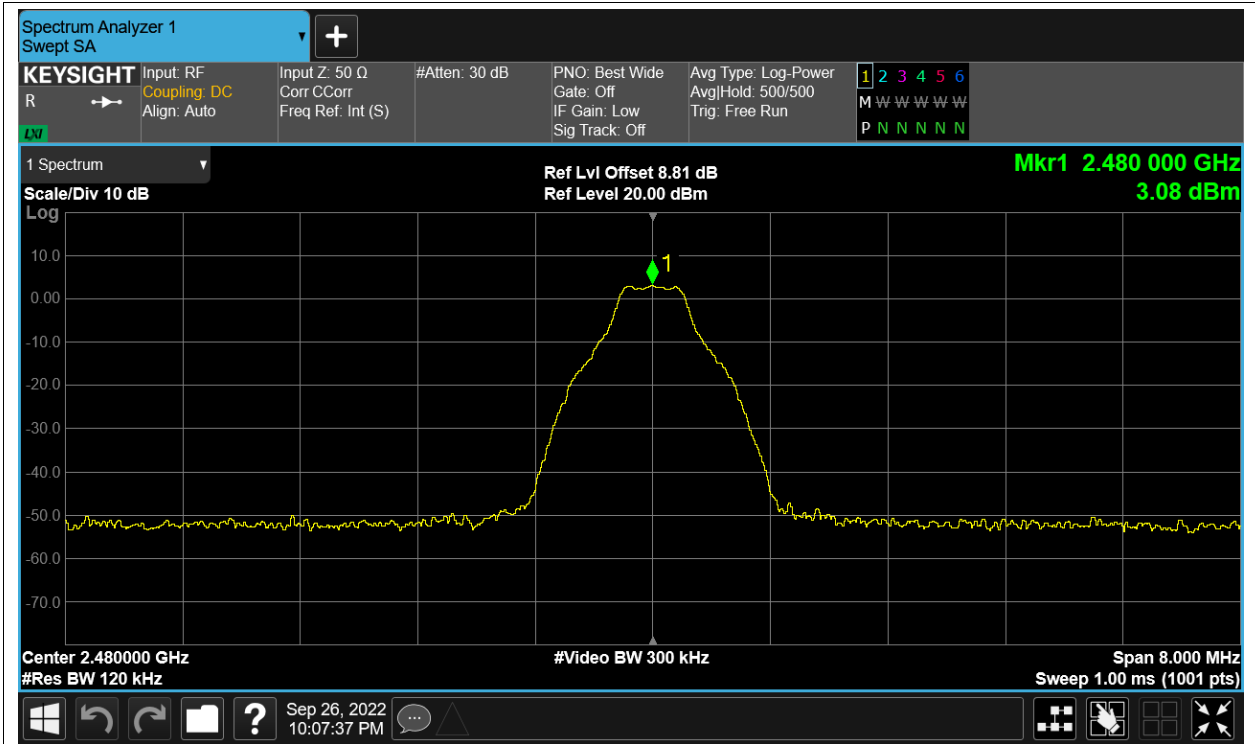 Spectrum Analyzer 1
Swept SA
KEYSIGHT
R
LXI
Input: RF
Coupling: DC
Align: Auto
Input Z: 50 Ω
Corr CCorr
Freq Ref: Int (S)
#Atten: 30 dB
PNO: Best Wide
Gate: Off
IF Gain: Low
Sig Track: Off
Avg Type: Log-Power
Avg|Hold: 500/500
Trig: Free Run
1 2 3 4 5 6
M W W W W W
P N N N N N
1 Spectrum
Scale/Div 10 dB
Ref Lvl Offset 8.81 dB
Ref Level 20.00 dBm
Mkr1 2.480 000 GHz
3.08 dBm
Log
1
10.0
0.00
-10.0
-20.0
-30.0
-40.0
-50.0
-60.0
-70.0
Center 2.480000 GHz
#Video BW 300 kHz
Span 8.000 MHz
#Res BW 120 kHz
Sweep 1.00 ms (1001 pts)
?
Sep 26, 2022
10:07:37 PM